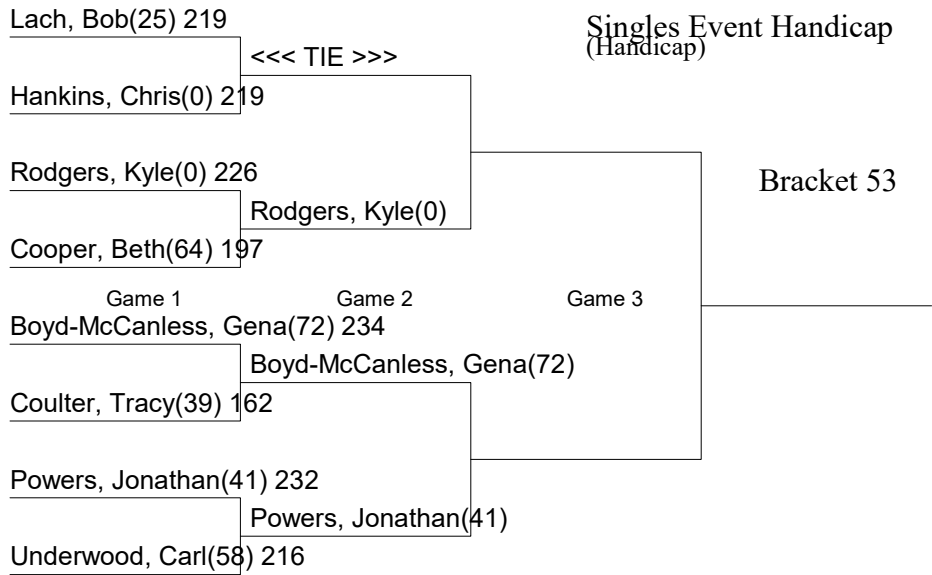 Lach, Bob(25) 219
Singles Event Handicap
(Handicap)
<<< TIE >>>
Hankins, Chris(0) 219
Rodgers, Kyle(0) 226
Bracket 53
Rodgers, Kyle(0)
Cooper, Beth(64) 197
Game 1 Game 2 Game 3
Boyd-McCanless, Gena(72) 234
Boyd-McCanless, Gena(72)
Coulter, Tracy(39) 162
Powers, Jonathan(41) 232
Powers, Jonathan(41)
Underwood, Carl(58) 216